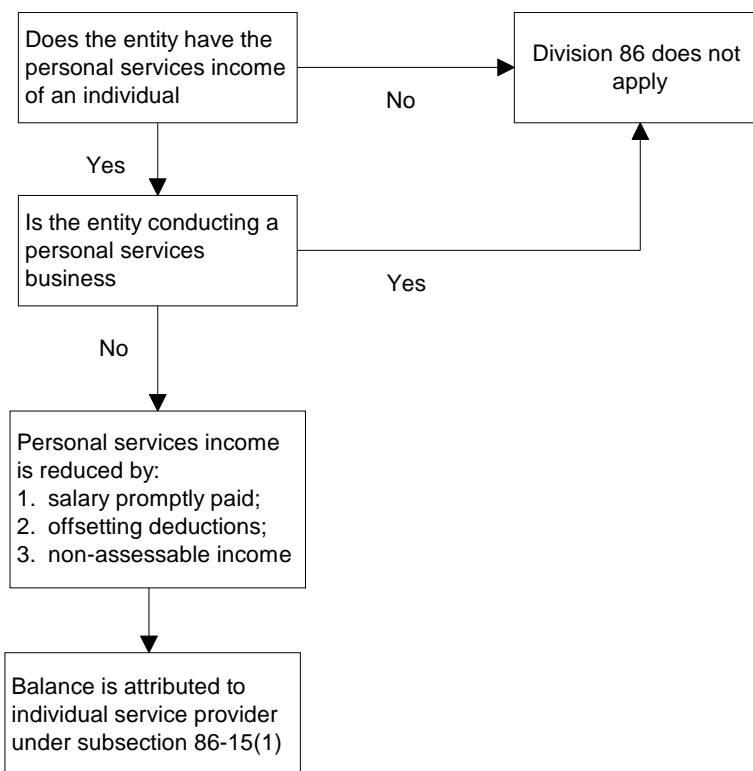 Does the entity have the
personal services income
of an individual
No
Division 86 does not
apply
Yes
Is the entity conducting a
personal services
business
Yes
No
Personal services income
is reduced by:
1. salary promptly paid;
2. offsetting deductions;
3. non-assessable income
Balance is attributed to
individual service provider
under subsection 86-15(1)